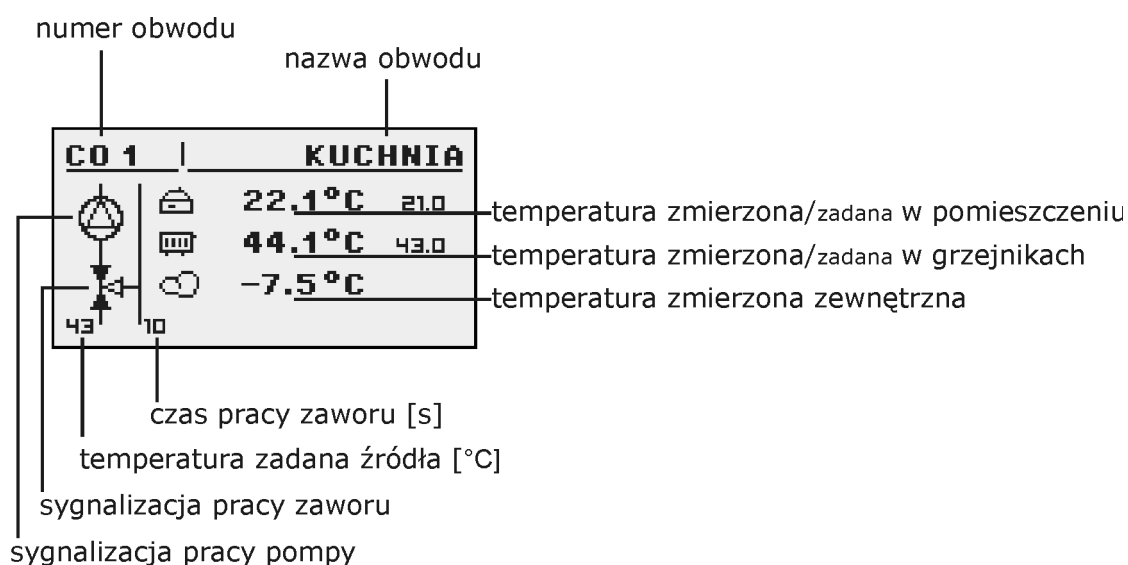 numer obwodu
nazwa obwodu
CO 1 KUCHNIA
22.1°C 21.0
temperatura zmierzona/zadana w pomieszczeniu
44.1°C 43.0
temperatura zmierzona/zadana w grzejnikach
-7.5°C
temperatura zmierzona zewnętrzna
43 10
czas pracy zaworu [s]
temperatura zadana źródła [°C]
sygnalizacja pracy zaworu
sygnalizacja pracy pompy